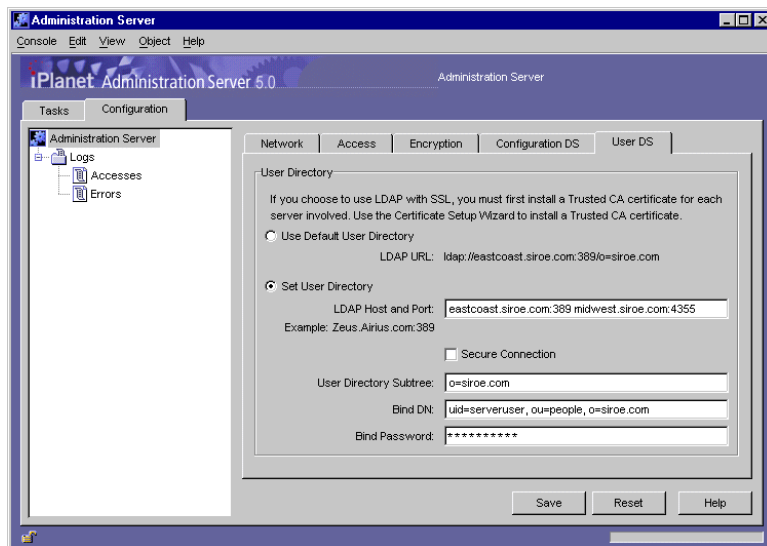 Administration Server
Console Edit View Object Help
iPlanet Administration Server 5.0
Administration Server
Tasks Configuration
Administration Server
Logs
Accesses
Errors
Network Access Encryption Configuration DS User DS
User Directory
If you choose to use LDAP with SSL, you must first install a Trusted CA certificate for each
server involved. Use the Certificate Setup Wizard to install a Trusted CA certificate.
Use Default User Directory
LDAP URL: ldap://eastcoast.siroe.com:389/o=siroe.com
Set User Directory
LDAP Host and Port: eastcoast.siroe.com:389 midwest.siroe.com:4355
Example: Zeus.Airius.com:389
Secure Connection
User Directory Subtree: o=siroe.com
Bind DN: uid=serveruser, ou=people, o=siroe.com
Bind Password: **********
Save Reset Help